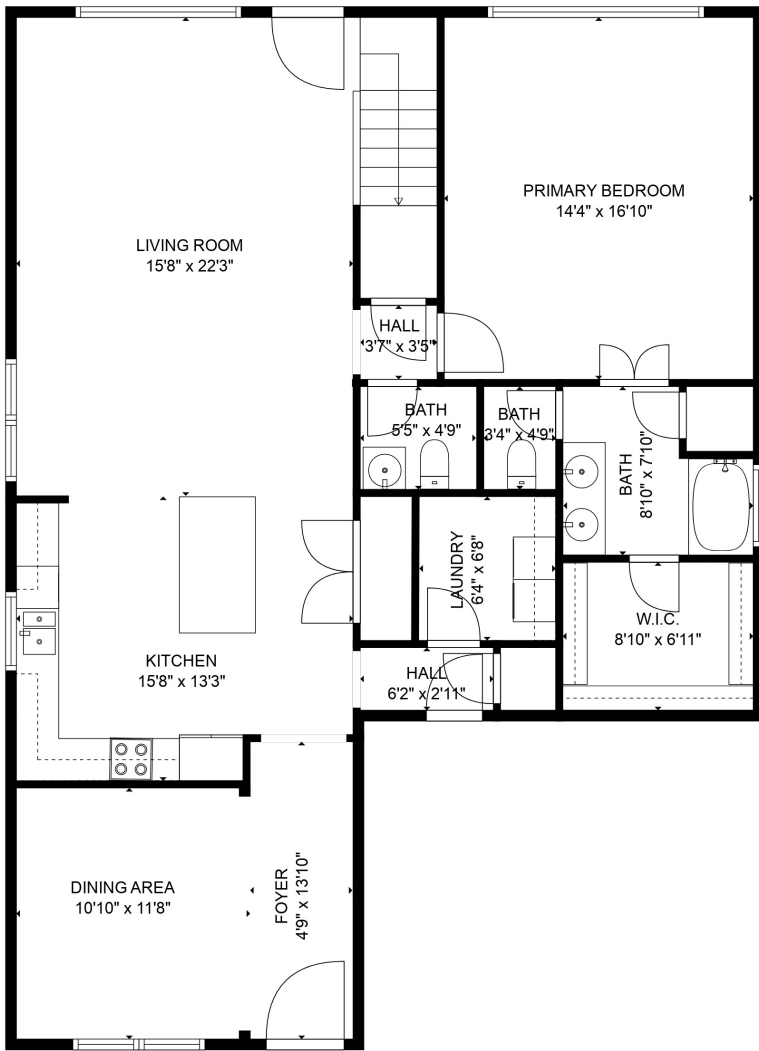 PRIMARY BEDROOM
14'4" x 16'10"
LIVING ROOM
15'8" x 22'3"
HALL
3'7" x 3'5"
BATH
5'5" x 4'9"
BATH
3'4" x 4'9"
BATH
8'10" x 7'10"
LAUNDRY
6'4" x 6'8"
W.I.C.
8'10" x 6'11"
KITCHEN
15'8" x 13'3"
HALL
6'2" x 2'11"
DINING AREA
10'10" x 11'8"
FOYER
4'9" x 13'10"